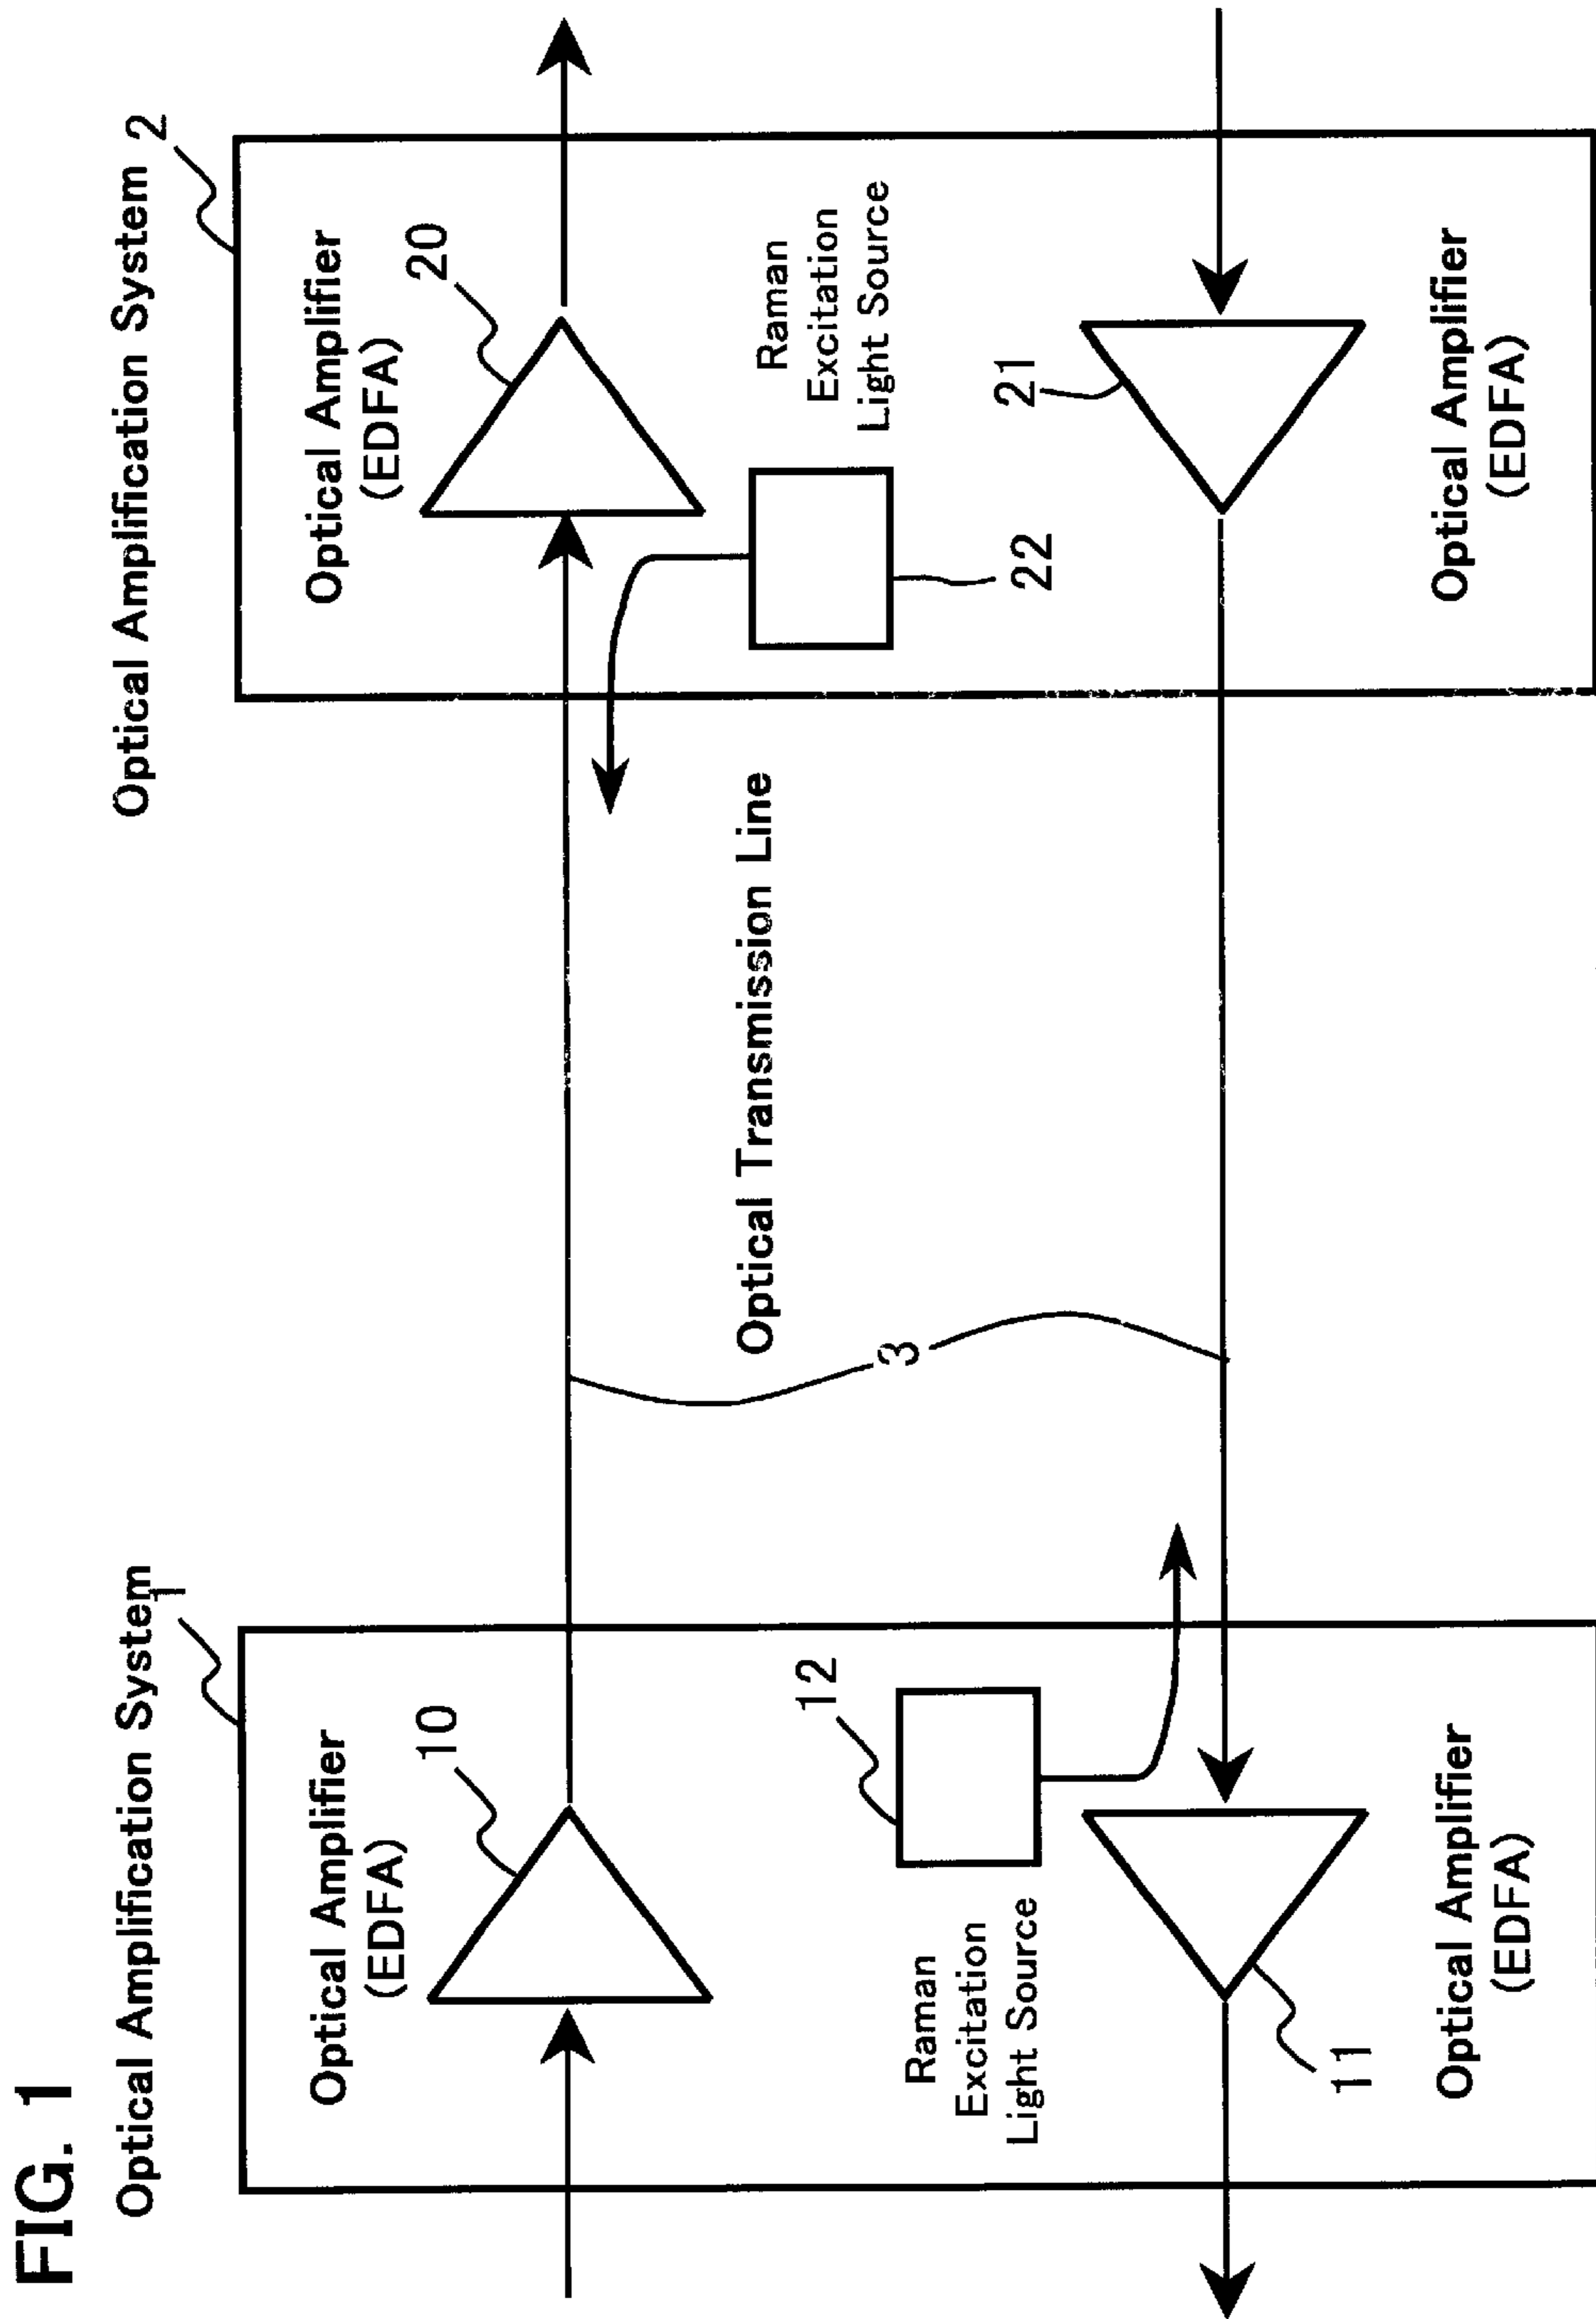 FIG. 1
Optical Amplification System
1
Optical Amplification System 2
Optical Amplifier
(EDFA)
10
Optical Amplifier
(EDFA)
20
Raman
Excitation
Light Source
22
Optical Transmission Line
3
12
Raman
Excitation
Light Source
21
11
Optical Amplifier
(EDFA)
Optical Amplifier
(EDFA)